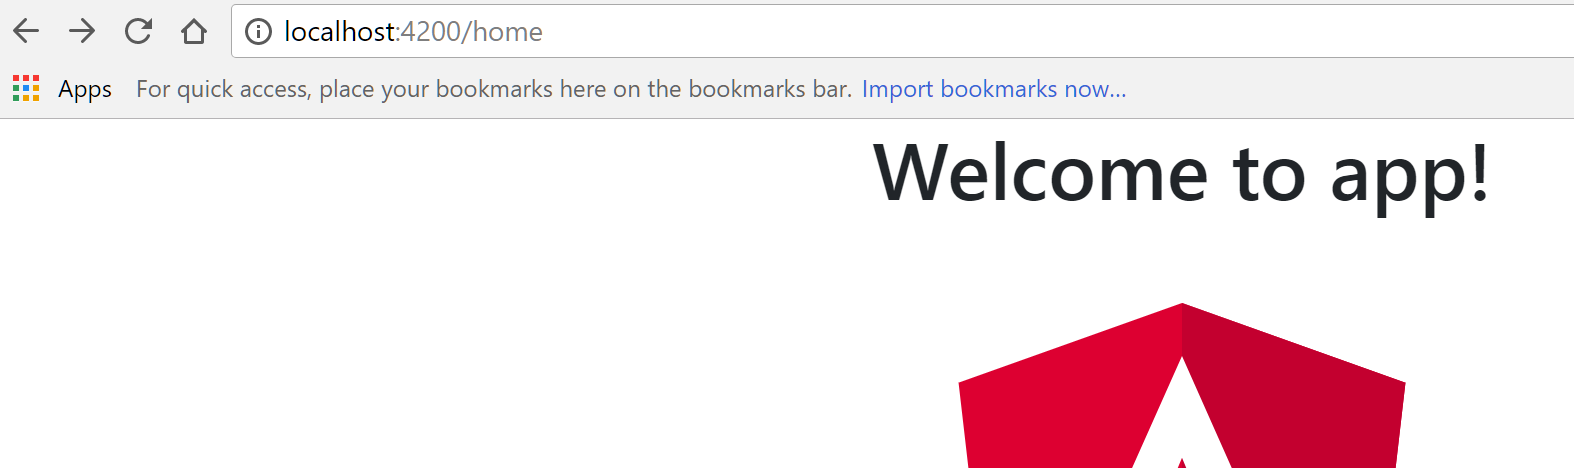 localhost:4200/home
Apps For quick access, place your bookmarks here on the bookmarks bar. Import bookmarks now...
Welcome to app!